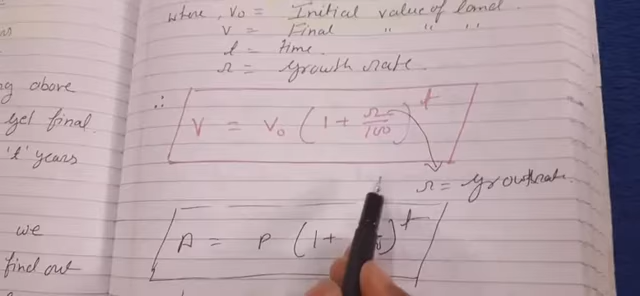 where, V₀ = Initial value of land.
V = Final " " "
t = time.
r = growth rate.
∴ V = V₀ (1 + r/100)^t
r = growth rate.
A = P (1 +
)^t
ng above
get final
't' years
we
find out